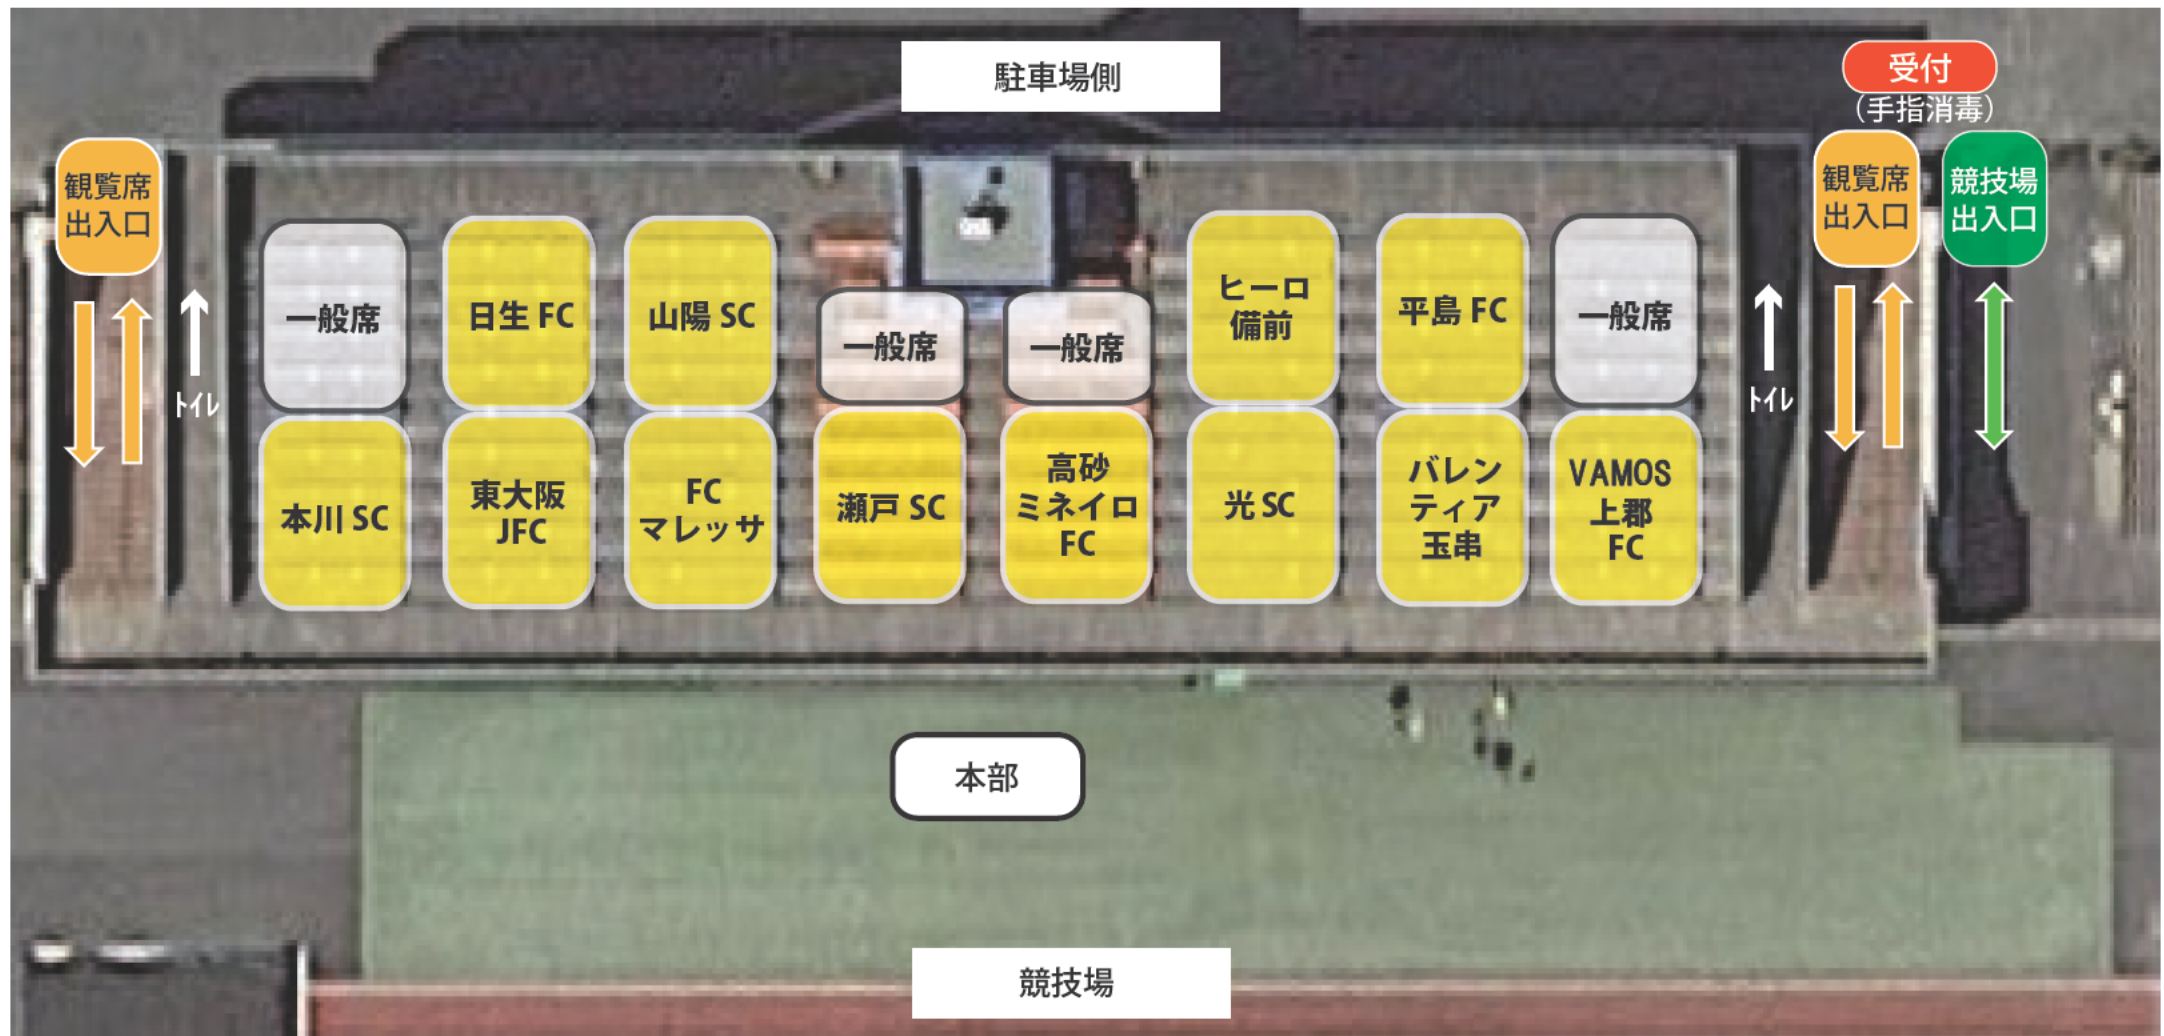 駐車場側
受付
（手指消毒）
観覧席
出入口
観覧席
出入口
競技場
出入口
一般席
日生 FC
山陽 SC
一般席
一般席
ヒーロ
備前
平島 FC
一般席
トイレ
トイレ
本川 SC
東大阪
JFC
FC
マレッサ
瀬戸 SC
高砂
ミネイロ
FC
光 SC
バレン
ティア
玉串
VAMOS
上郡
FC
本部
競技場